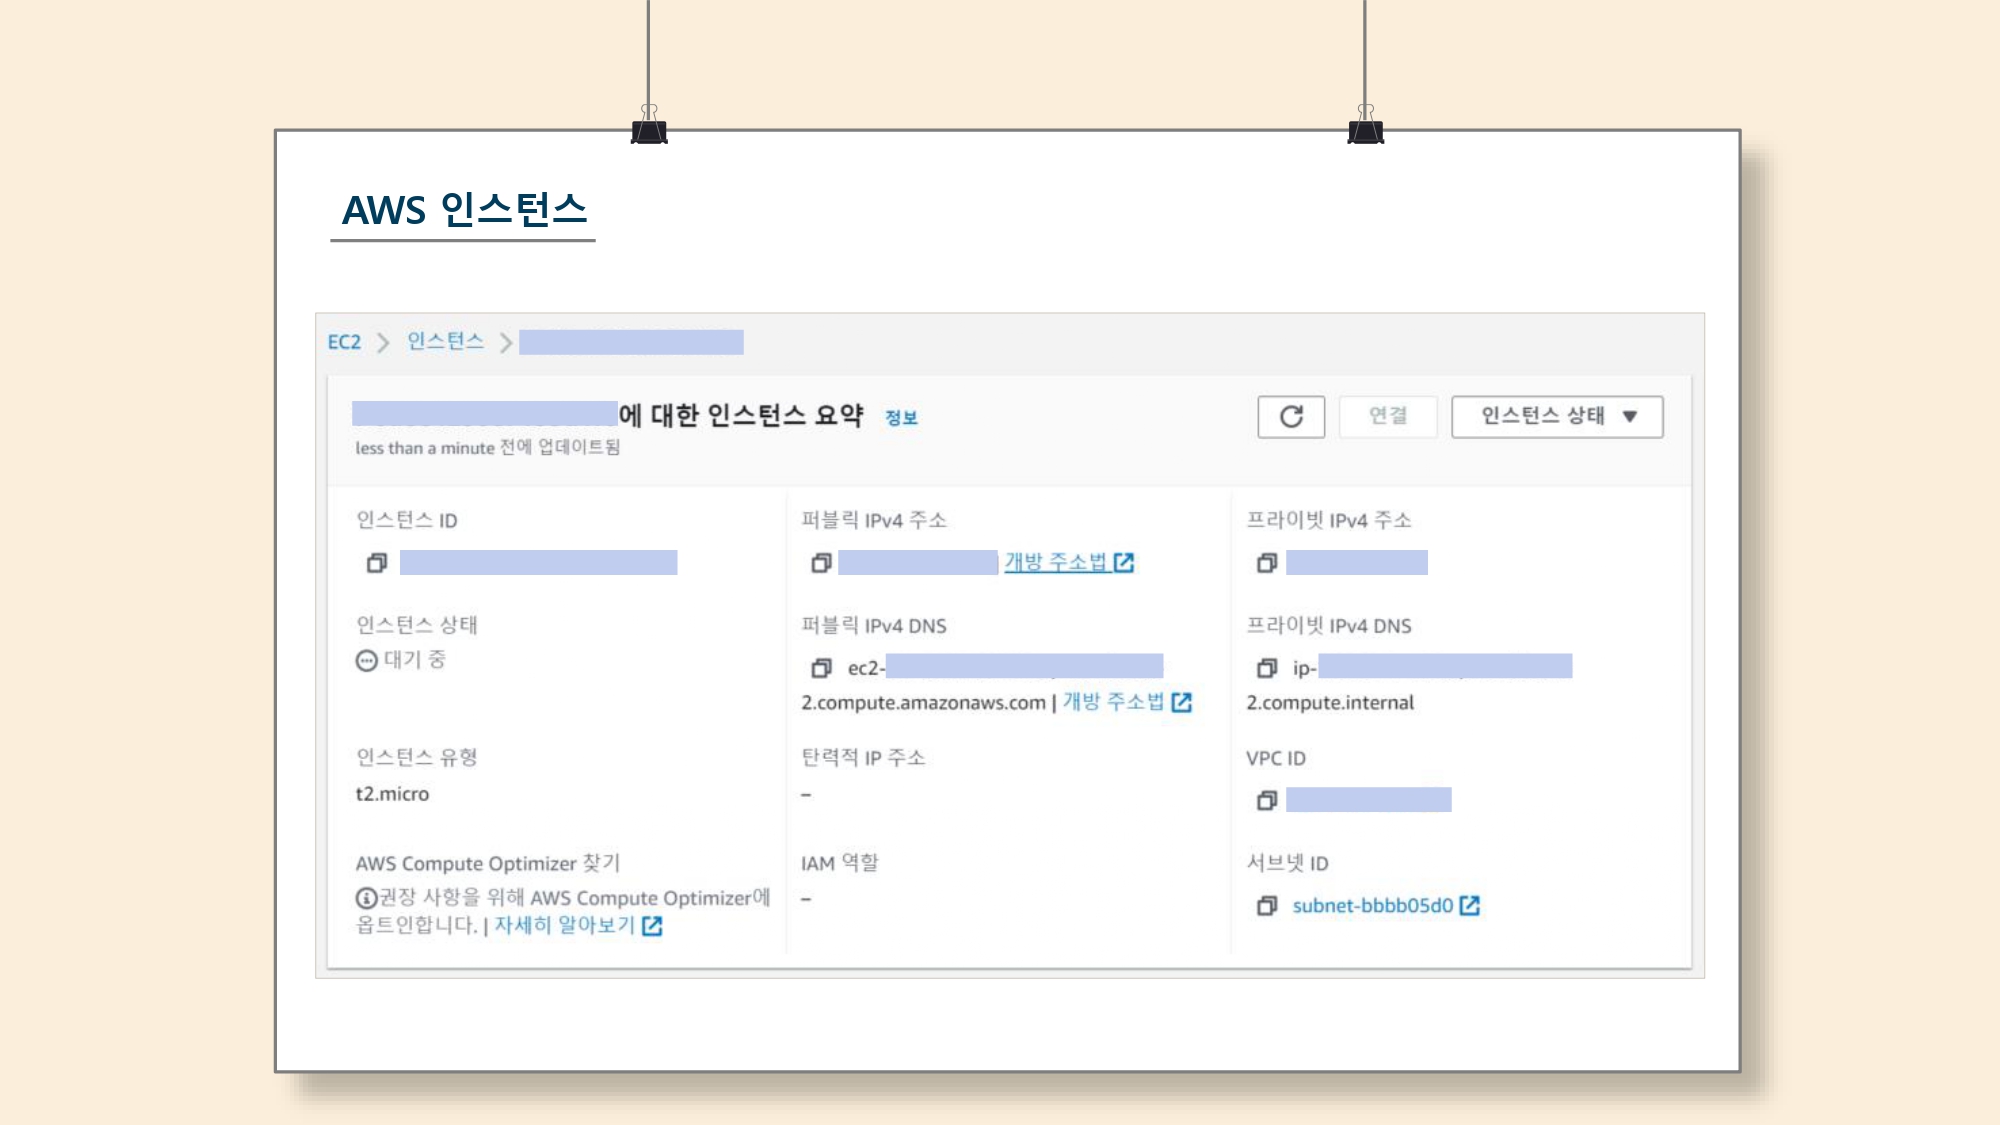 AWS 인스턴스
EC2 > 인스턴스 >
에 대한 인스턴스 요약 정보
less than a minute 전에 업데이트됨
연결
인스턴스 상태 ▼
인스턴스 ID
인스턴스 상태
대기 중
인스턴스 유형
t2.micro
AWS Compute Optimizer 찾기
권장 사항을 위해 AWS Compute Optimizer에
옵트인합니다. | 자세히 알아보기
퍼블릭 IPv4 주소
개방 주소법
퍼블릭 IPv4 DNS
ec2-
2.compute.amazonaws.com | 개방 주소법
탄력적 IP 주소
–
IAM 역할
–
프라이빗 IPv4 주소
프라이빗 IPv4 DNS
ip-
2.compute.internal
VPC ID
서브넷 ID
subnet-bbbb05d0